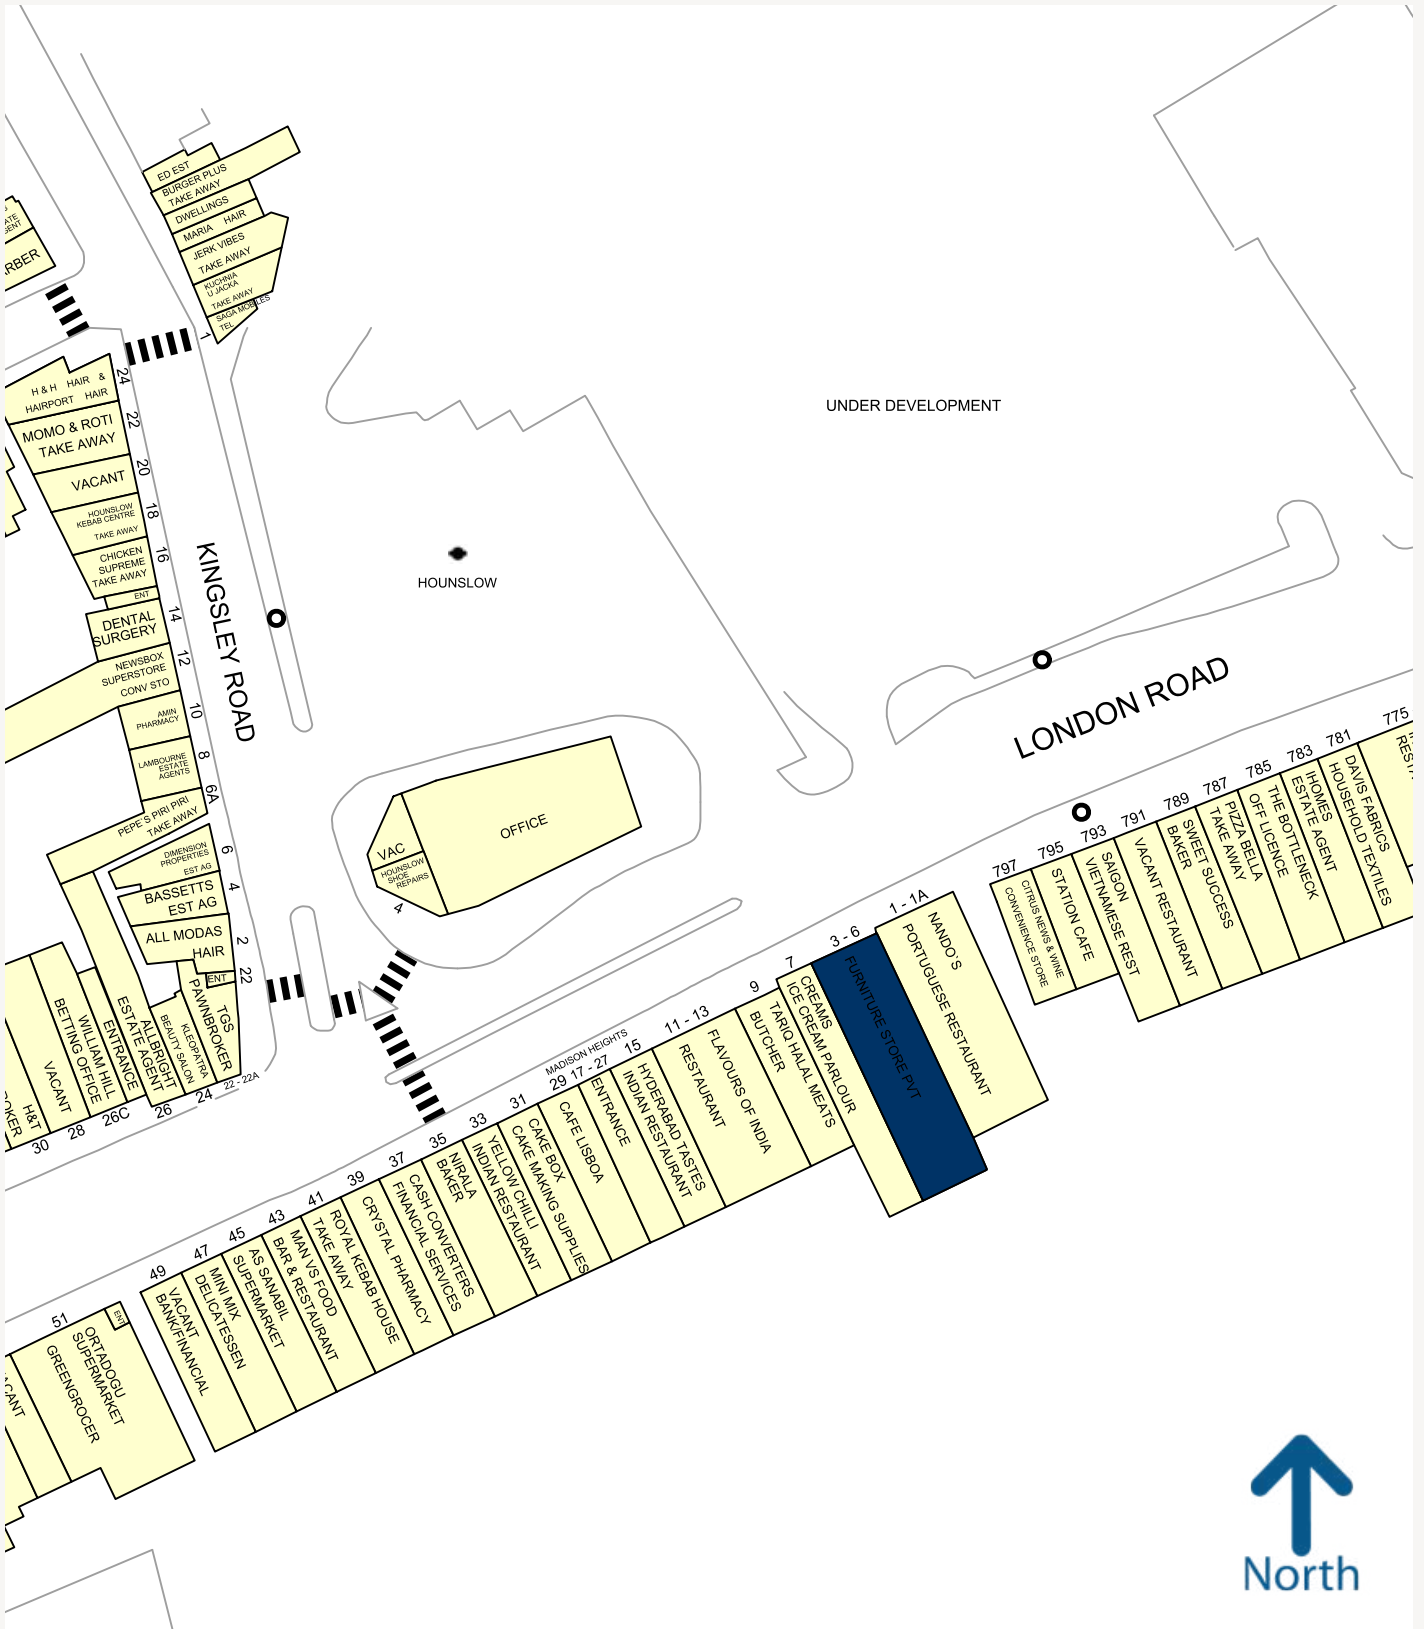 ED EST
BURGER PLUS
TAKE AWAY
DWELLINGS
MARIA HAIR
JERK VIBES
TAKE AWAY
KUCHNIA
U JACKA
TAKE AWAY
SAGA MOBILES
TEL
1
24
H & H HAIR &
HAIRPORT HAIR
22
MOMO & ROTI
TAKE AWAY
20
VACANT
18
HOUNSLOW
KEBAB CENTRE
TAKE AWAY
16
CHICKEN
SUPREME
TAKE AWAY
ENT
14
DENTAL
SURGERY
12
NEWSBOX
SUPERSTORE
CONV STO
10
AMIN
PHARMACY
8
LAMBOURNE
ESTATE
AGENTS
6A
PEPE'S PIRI PIRI
TAKE AWAY
6
DIMENSION
PROPERTIES
EST AG
4
BASSETTS
EST AG
2
ALL MODAS
HAIR
22
ENT
TGS
PAWNBROKER
22 - 22A
KLEOPATRA
BEAUTY SALON
24
ALLBRIGHT
ESTATE AGENT
26
ENTRANCE
26C
WILLIAM HILL
BETTING OFFICE
28
VACANT
30
H&T
KINGSLEY ROAD
UNDER DEVELOPMENT
HOUNSLOW
LONDON ROAD
OFFICE
VAC
HOUNSLOW
SHOE
REPAIRS
4
775
781
DAVIS FABRICS
HOUSEHOLD TEXTILES
783
IHOMES
ESTATE AGENT
785
THE BOTTLENECK
OFF LICENCE
787
PIZZA BELLA
TAKE AWAY
789
SWEET SUCCESS
BAKER
791
VACANT RESTAURANT
793
SAIGON
VIETNAMESE REST
795
STATION CAFE
797
CITRUS NEWS & WINE
CONVENIENCE STORE
1 - 1A
NANDO'S
PORTUGUESE RESTAURANT
3 - 6
FURNITURE STORE PVT
7
CREAMS
ICE CREAM PARLOUR
9
TARIQ HALAL MEATS
BUTCHER
11 - 13
FLAVOURS OF INDIA
RESTAURANT
15
HYDERABAD TASTES
INDIAN RESTAURANT
MADISON HEIGHTS
17 - 27
ENTRANCE
29
CAFE LISBOA
31
CAKE BOX
CAKE MAKING SUPPLIES
33
YELLOW CHILLI
INDIAN RESTAURANT
35
NIRALA
BAKER
37
CASH CONVERTERS
FINANCIAL SERVICES
39
CRYSTAL PHARMACY
41
ROYAL KEBAB HOUSE
TAKE AWAY
43
MAN VS FOOD
BAR & RESTAURANT
45
AS SANABIL
SUPERMARKET
47
MINI MIX
DELICATESSEN
49
VACANT
BANK/FINANCIAL
51
ENT
ORTADOGU
SUPERMARKET
GREENGROCER
North